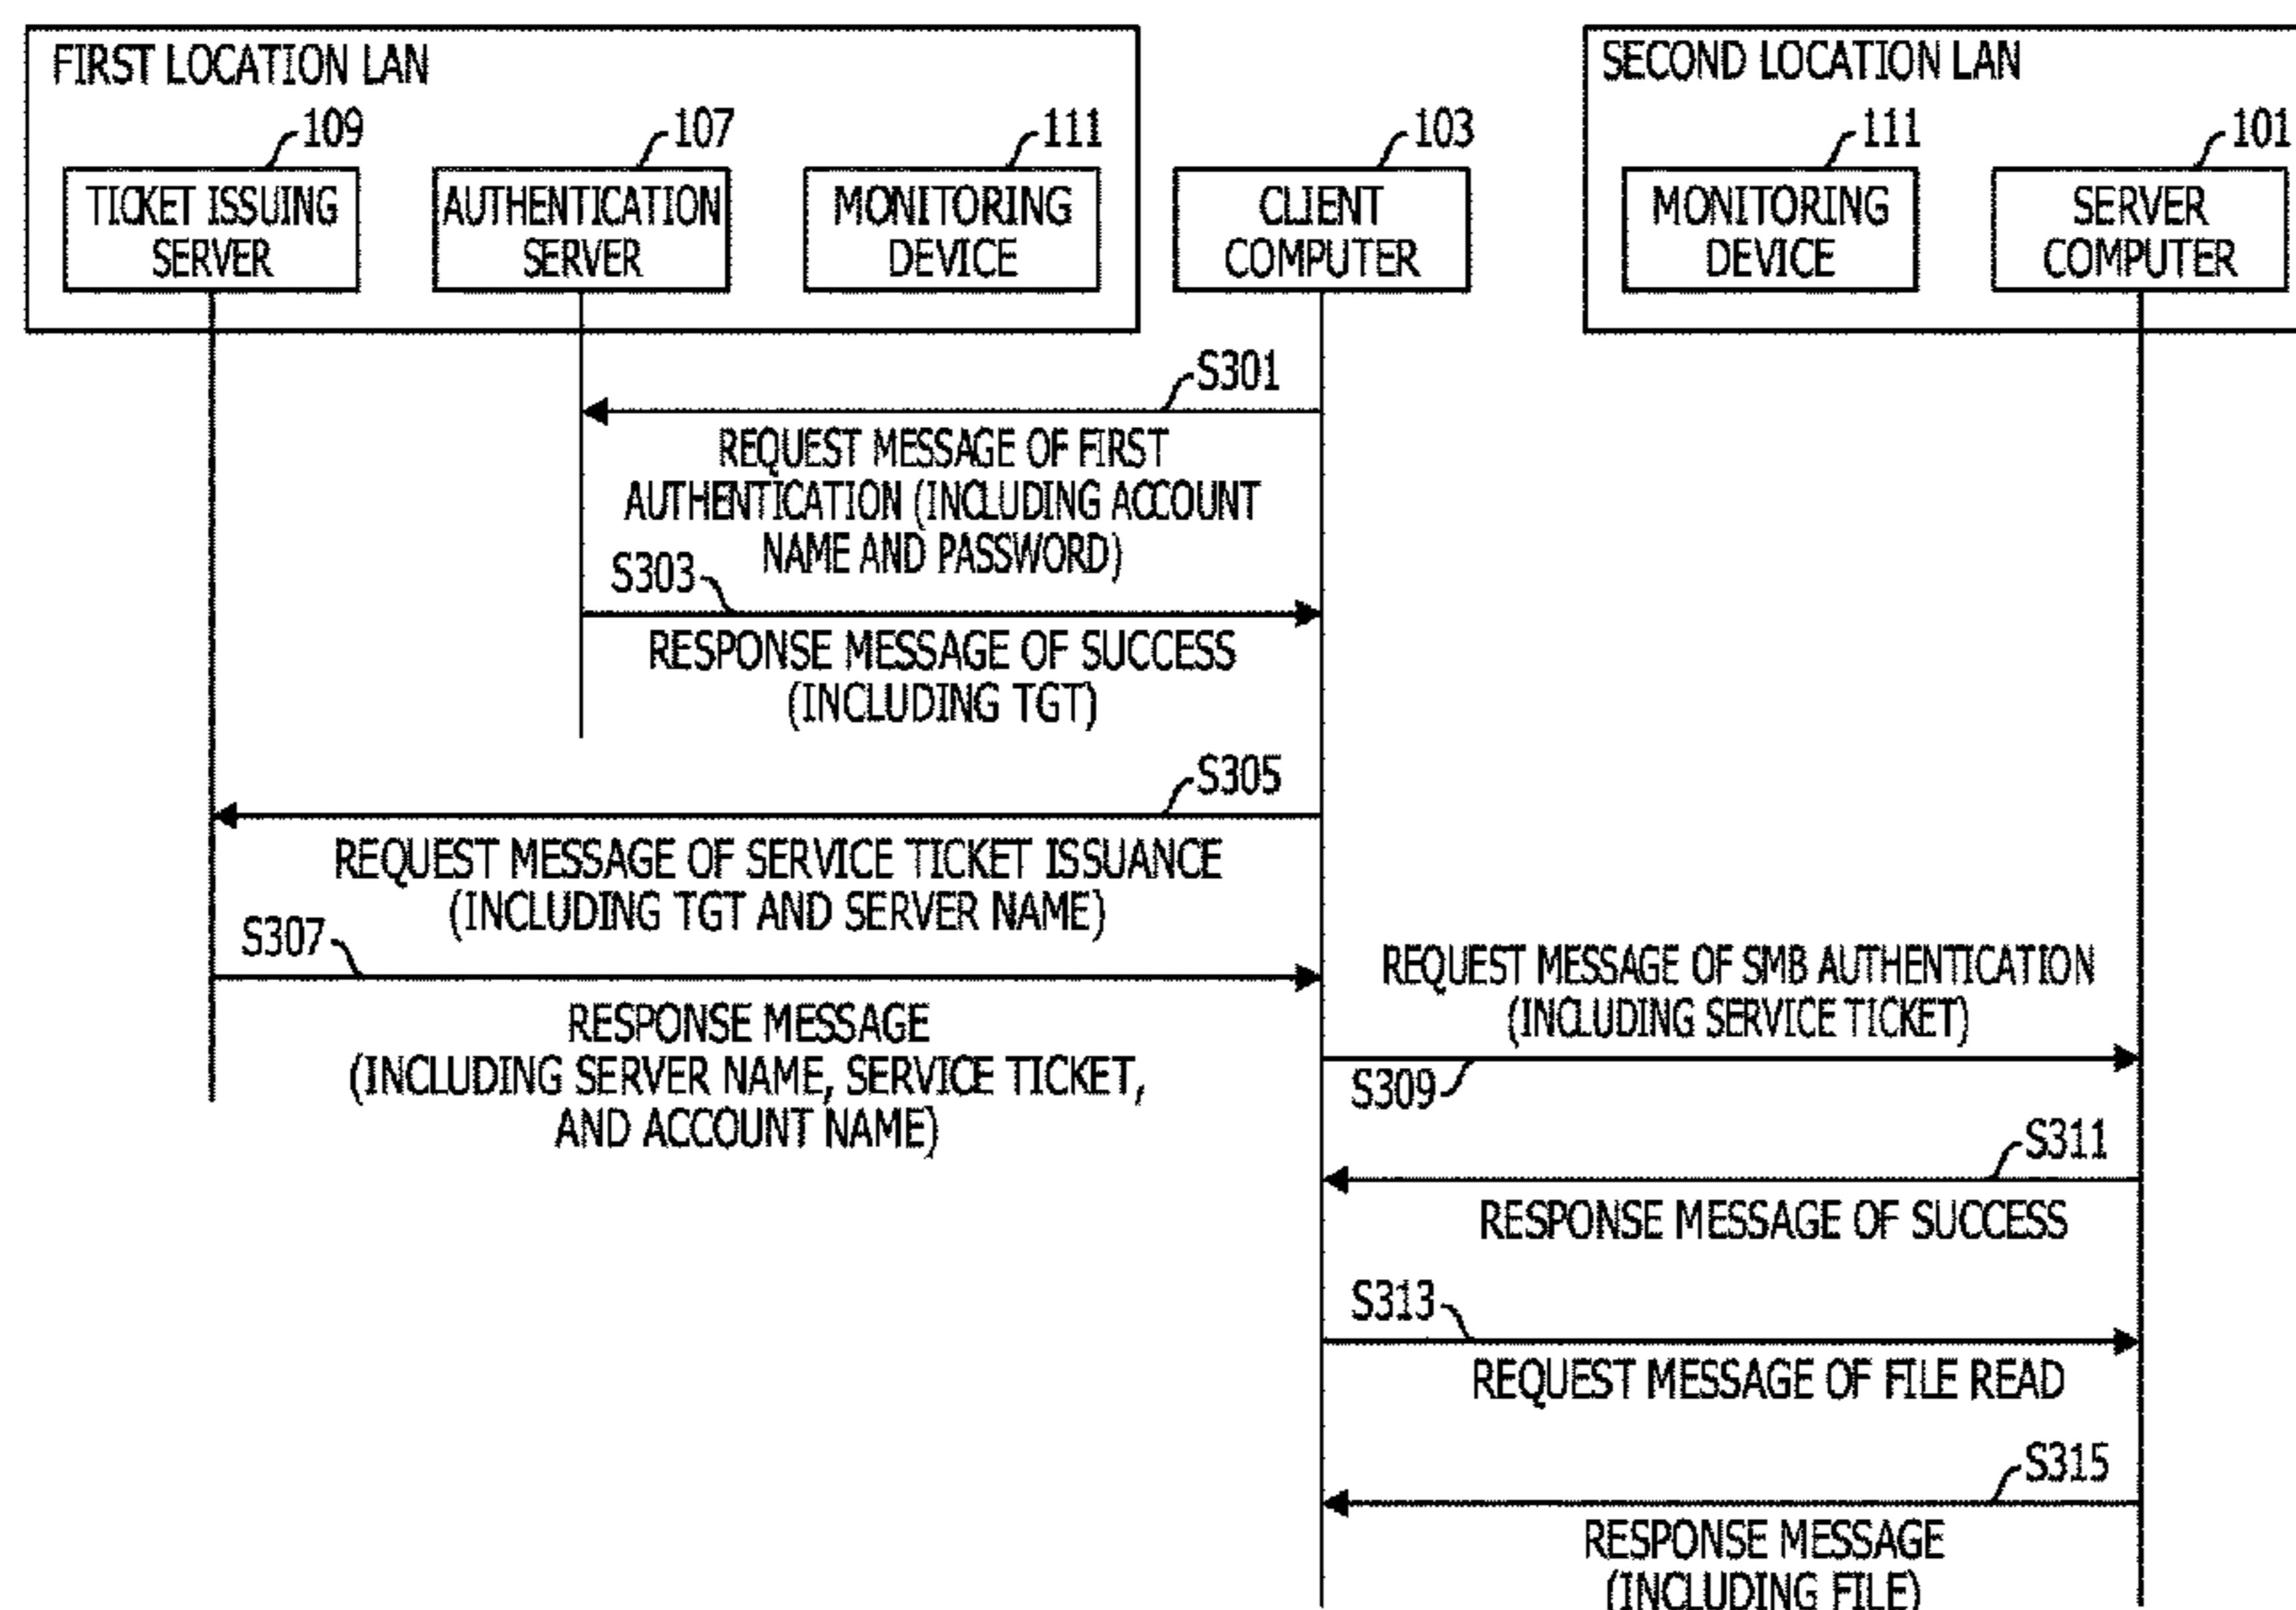 FIRST LOCATION LAN
SECOND LOCATION LAN
109
107
111
103
111
101
TICKET ISSUING
SERVER
AUTHENTICATION
SERVER
MONITORING
DEVICE
CLIENT
COMPUTER
MONITORING
DEVICE
SERVER
COMPUTER
S301
REQUEST MESSAGE OF FIRST
AUTHENTICATION (INCLUDING ACCOUNT
NAME AND PASSWORD)
S303
RESPONSE MESSAGE OF SUCCESS
(INCLUDING TGT)
S305
REQUEST MESSAGE OF SERVICE TICKET ISSUANCE
(INCLUDING TGT AND SERVER NAME)
S307
RESPONSE MESSAGE
(INCLUDING SERVER NAME, SERVICE TICKET,
AND ACCOUNT NAME)
REQUEST MESSAGE OF SMB AUTHENTICATION
(INCLUDING SERVICE TICKET)
S309
S311
RESPONSE MESSAGE OF SUCCESS
S313
REQUEST MESSAGE OF FILE READ
S315
RESPONSE MESSAGE
(INCLUDING FILE)